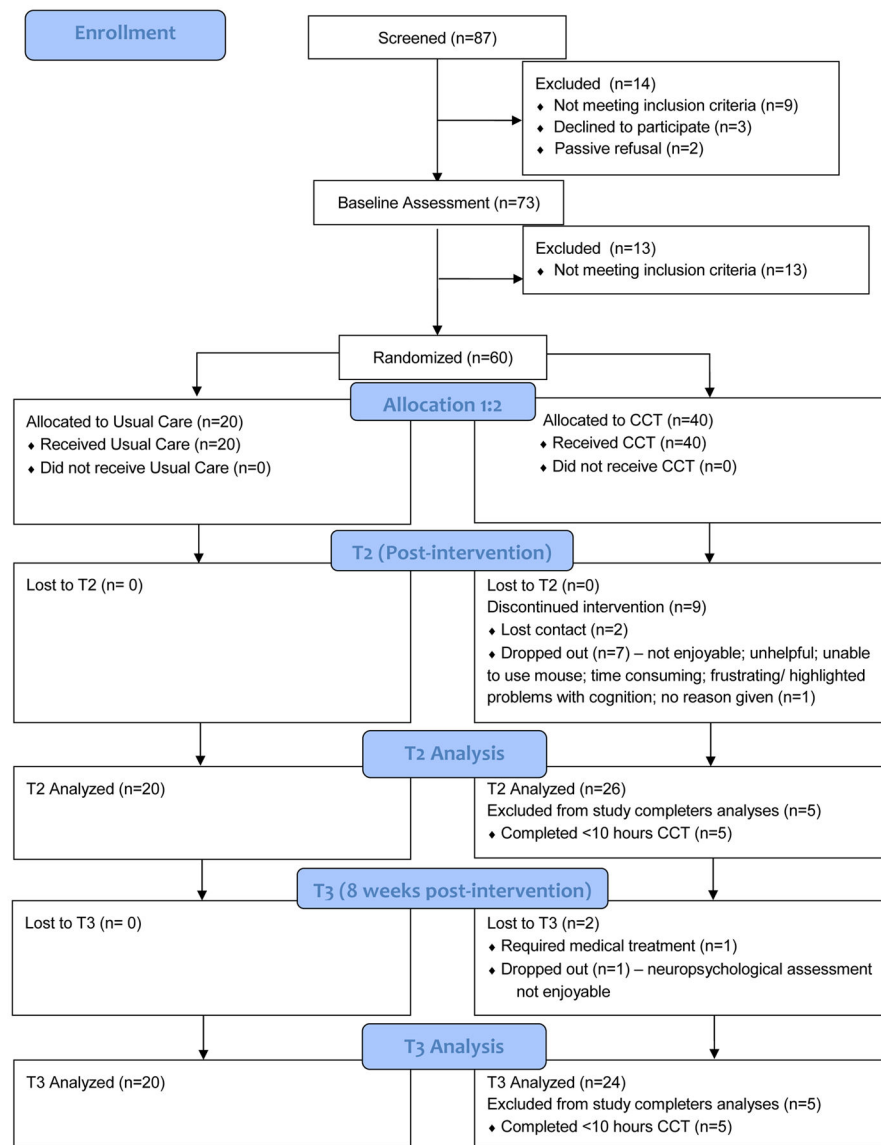 Enrollment
Screened (n=87)
Excluded (n=14)
♦ Not meeting inclusion criteria (n=9)
♦ Declined to participate (n=3)
♦ Passive refusal (n=2)
Baseline Assessment (n=73)
Excluded (n=13)
♦ Not meeting inclusion criteria (n=13)
Randomized (n=60)
Allocation 1:2
Allocated to Usual Care (n=20)
♦ Received Usual Care (n=20)
♦ Did not receive Usual Care (n=0)
Allocated to CCT (n=40)
♦ Received CCT (n=40)
♦ Did not receive CCT (n=0)
T2 (Post-intervention)
Lost to T2 (n= 0)
Lost to T2 (n=0)
Discontinued intervention (n=9)
♦ Lost contact (n=2)
♦ Dropped out (n=7) – not enjoyable; unhelpful; unable
to use mouse; time consuming; frustrating/ highlighted
problems with cognition; no reason given (n=1)
T2 Analysis
T2 Analyzed (n=20)
T2 Analyzed (n=26)
Excluded from study completers analyses (n=5)
♦ Completed <10 hours CCT (n=5)
T3 (8 weeks post-intervention)
Lost to T3 (n= 0)
Lost to T3 (n=2)
♦ Required medical treatment (n=1)
♦ Dropped out (n=1) – neuropsychological assessment
not enjoyable
T3 Analysis
T3 Analyzed (n=20)
T3 Analyzed (n=24)
Excluded from study completers analyses (n=5)
♦ Completed <10 hours CCT (n=5)